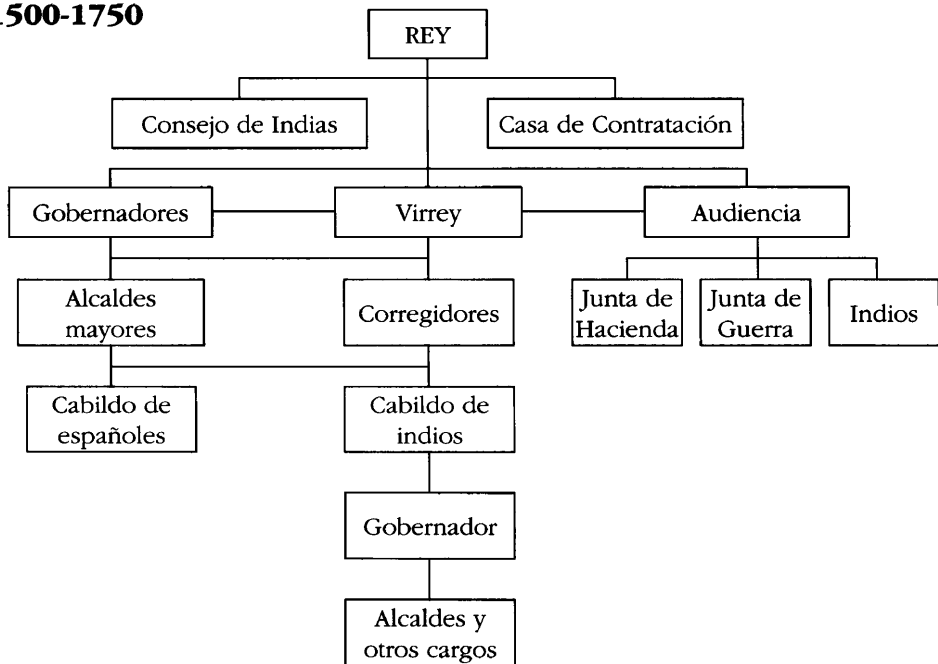 1500-1750
REY
Consejo de Indias
Casa de Contratación
Gobernadores
Virrey
Audiencia
Alcaldes
mayores
Corregidores
Junta de
Hacienda
Junta de
Guerra
Indios
Cabildo de
españoles
Cabildo de
indios
Gobernador
Alcaldes y
otros cargos